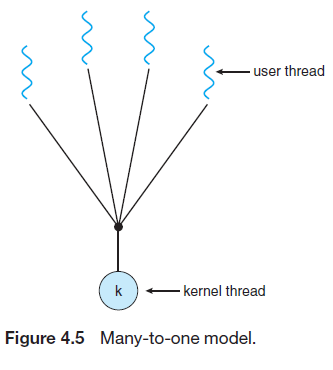 user thread
k
kernel thread
Figure 4.5 Many-to-one model.